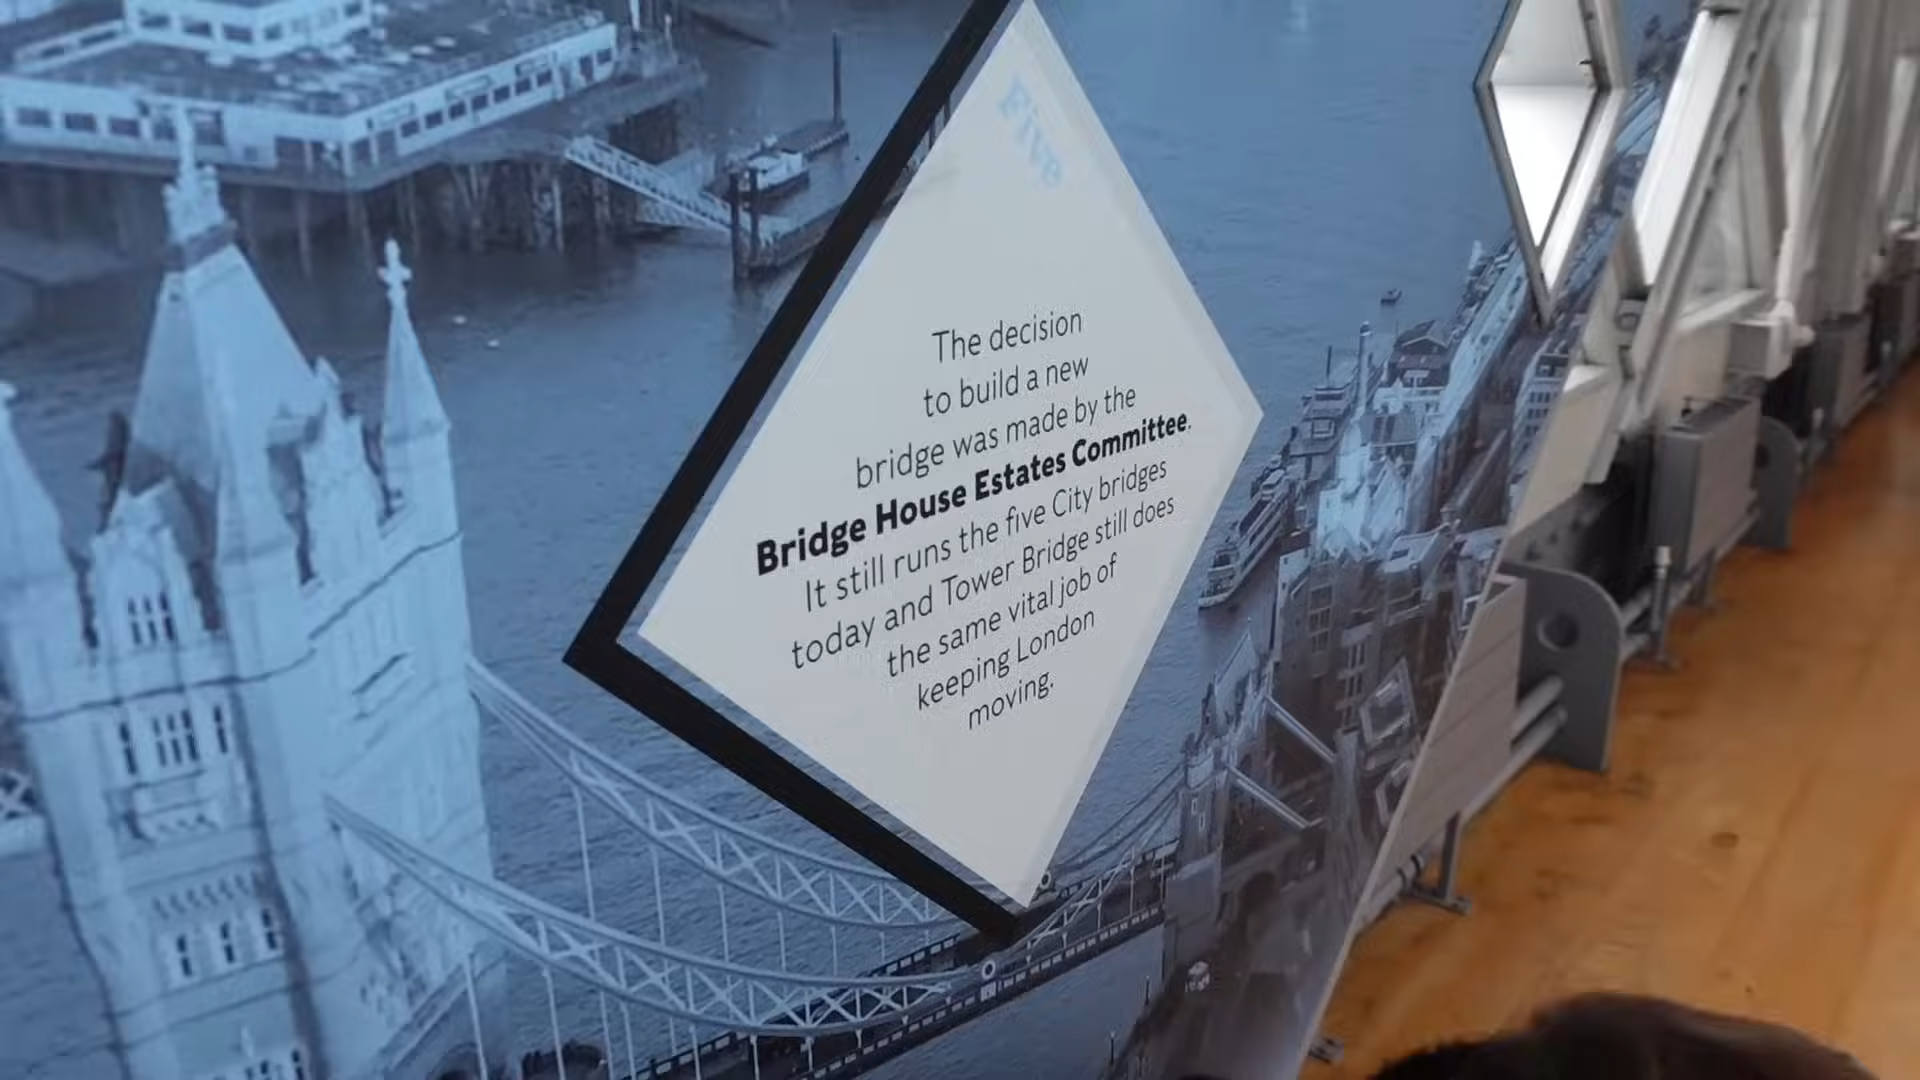 Five
The decision
to build a new
bridge was made by the
Bridge House Estates Committee.
It still runs the five City bridges
today and Tower Bridge still does
the same vital job of
keeping London
moving.